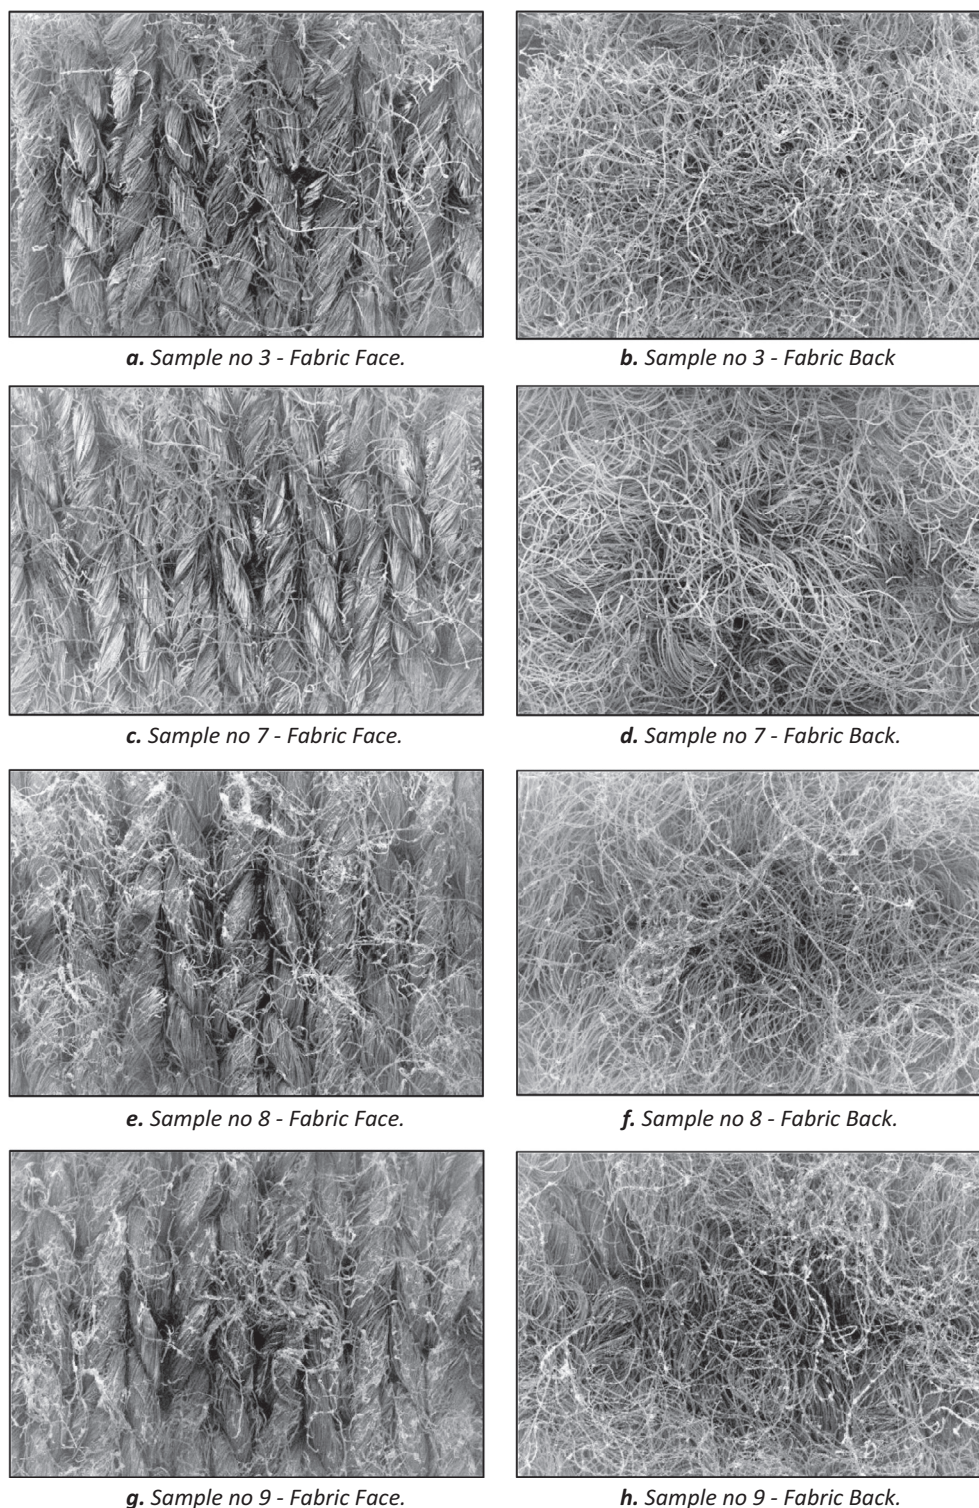 a. Sample no 3 - Fabric Face.
b. Sample no 3 - Fabric Back
c. Sample no 7 - Fabric Face.
d. Sample no 7 - Fabric Back.
e. Sample no 8 - Fabric Face.
f. Sample no 8 - Fabric Back.
g. Sample no 9 - Fabric Face.
h. Sample no 9 - Fabric Back.